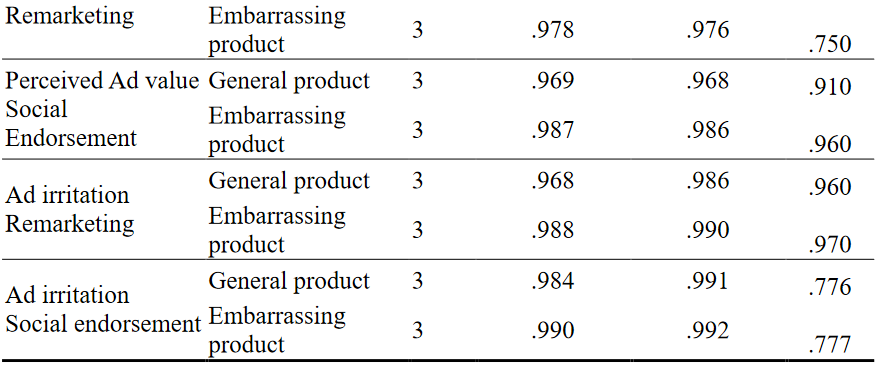 Remarketing Embarrassing product 3 .978 .976 .750
Perceived Ad value Social Endorsement General product 3 .969 .968 .910
Embarrassing product 3 .987 .986 .960
Ad irritation Remarketing General product 3 .968 .986 .960
Embarrassing product 3 .988 .990 .970
Ad irritation Social endorsement General product 3 .984 .991 .776
Embarrassing product 3 .990 .992 .777